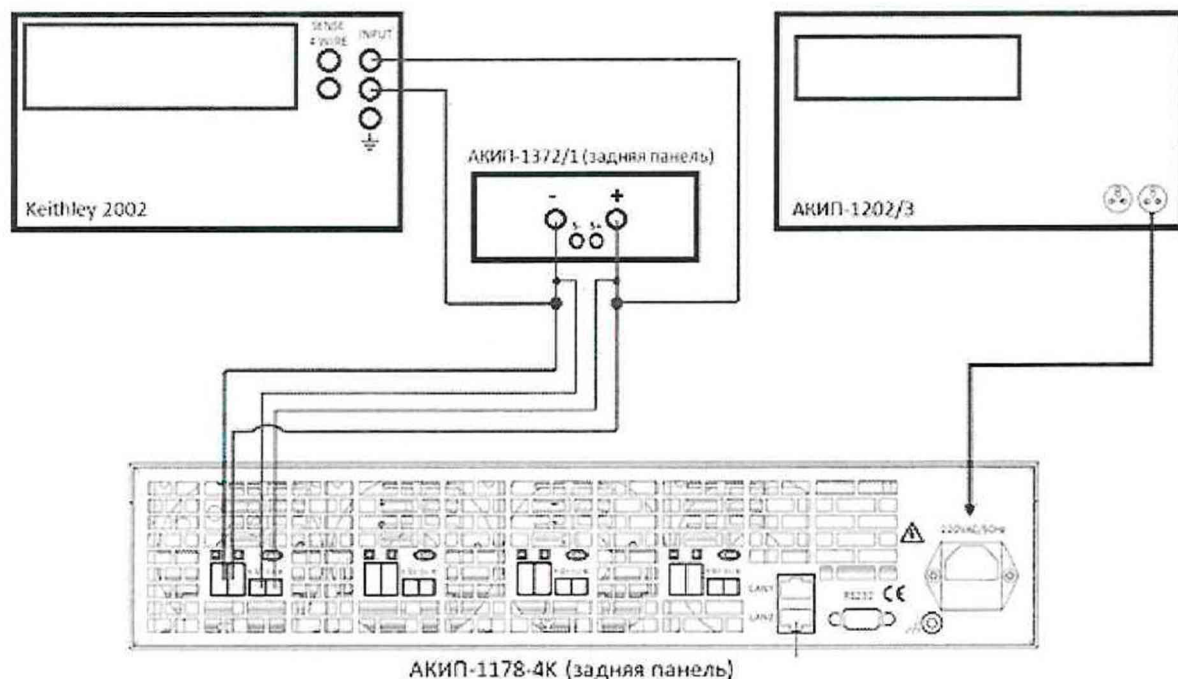 SENSE
4 WIRE
INPUT
Keithley 2002
АКИП-1372/1 (задняя панель)
- +
S- S+
АКИП-1202/3
220VAC/50Hz
LAN1
LAN2
RS232 CE
АКИП-1178-4К (задняя панель)